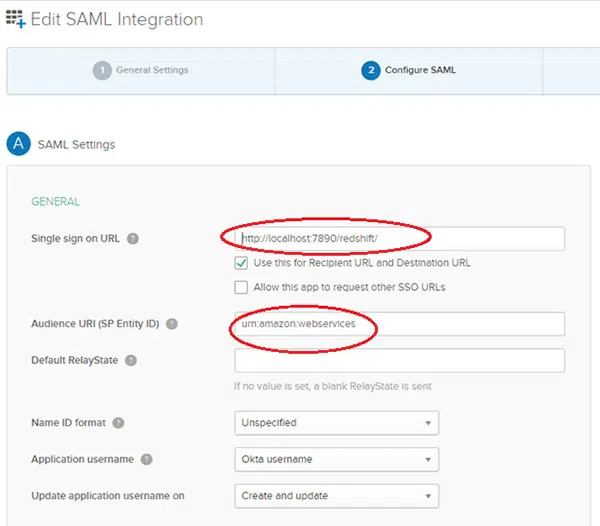 Edit SAML Integration
1 General Settings
2 Configure SAML
A SAML Settings
GENERAL
Single sign on URL ? http://localhost:7890/redshift/
Use this for Recipient URL and Destination URL
Allow this app to request other SSO URLs
Audience URI (SP Entity ID) ? urn:amazon:webservices
Default RelayState ?
If no value is set, a blank RelayState is sent
Name ID format ? Unspecified
Application username ? Okta username
Update application username on Create and update